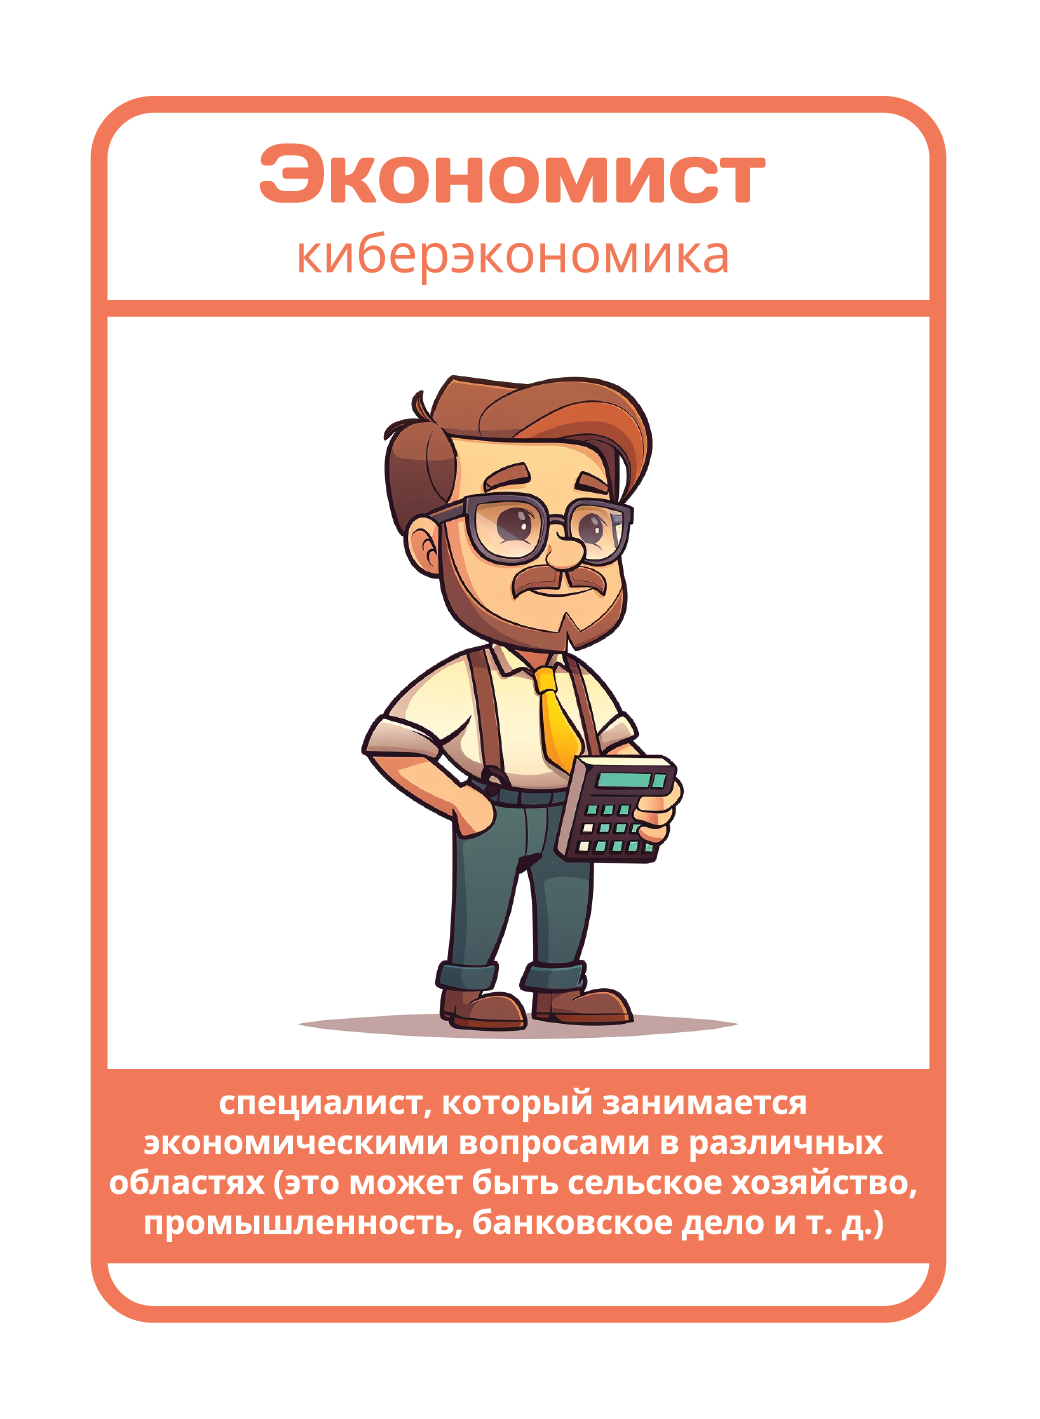 Экономист
киберэкономика
специалист, который занимается
экономическими вопросами в различных
областях (это может быть сельское хозяйство,
промышленность, банковское дело и т. д.)